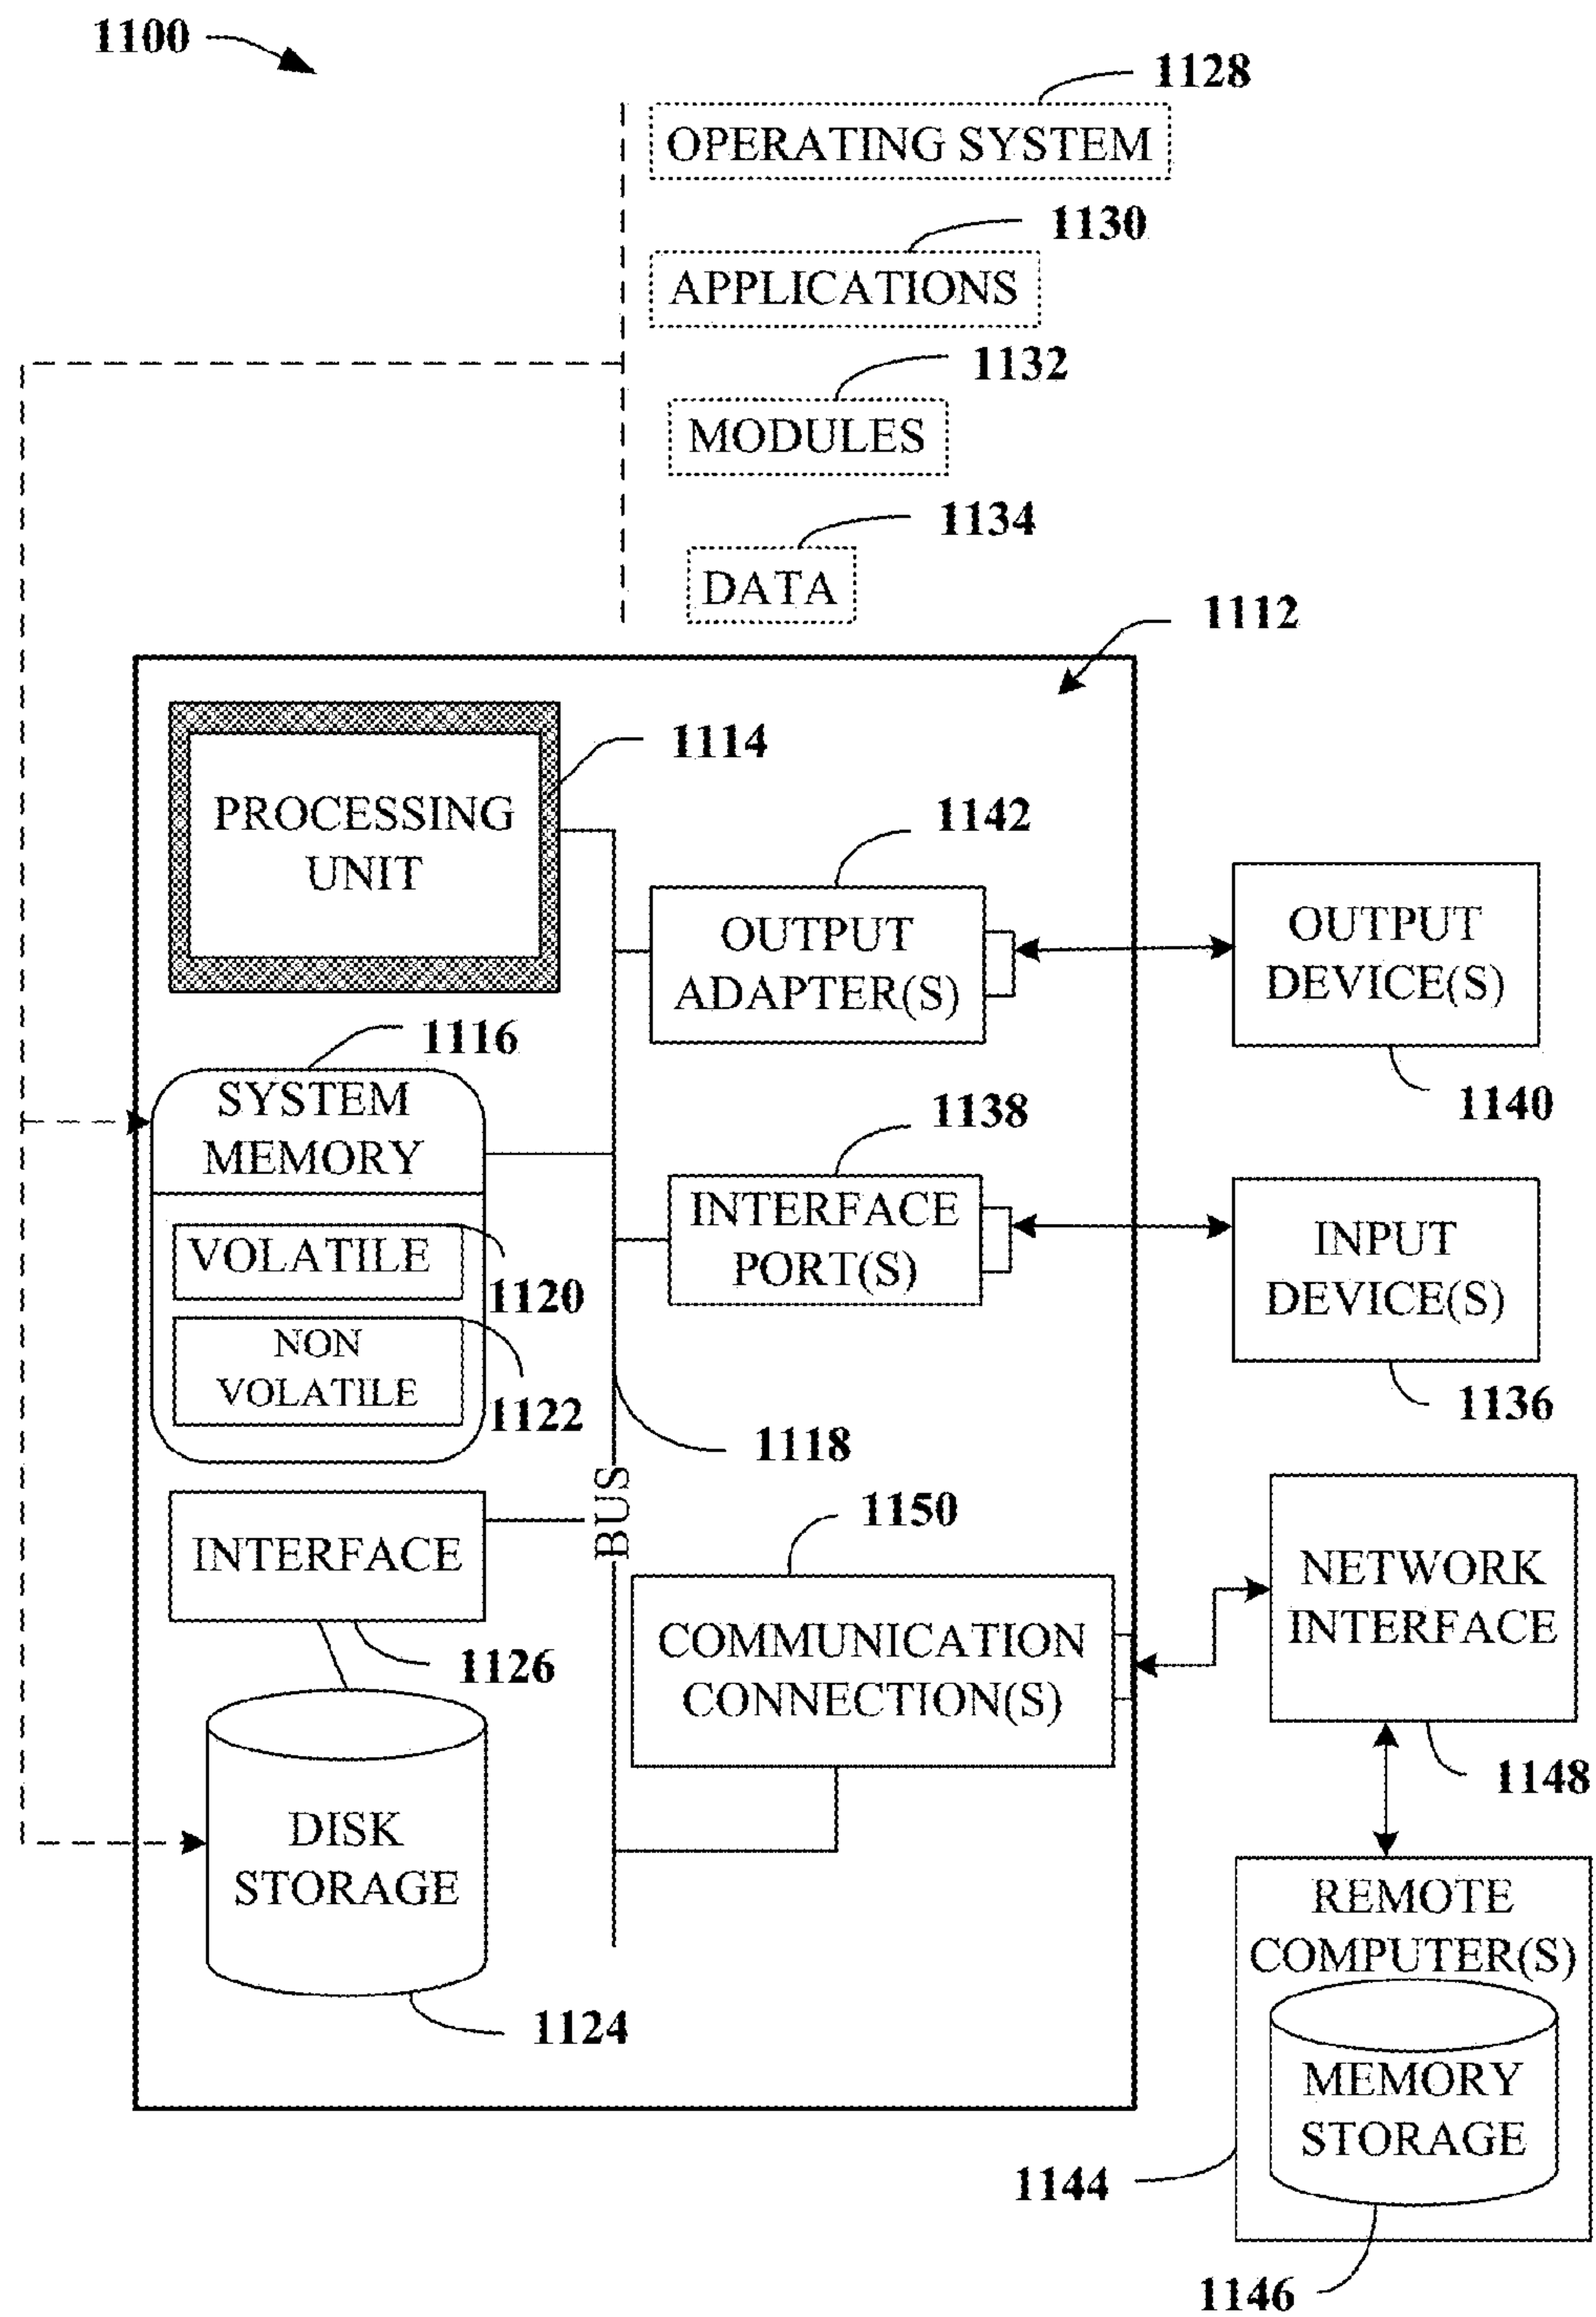 1100
1128
OPERATING SYSTEM
1130
APPLICATIONS
1132
MODULES
1134
DATA
1112
PROCESSING
UNIT
1114
1142
OUTPUT
ADAPTER(S)
OUTPUT
DEVICE(S)
1140
1116
SYSTEM
MEMORY
VOLATILE
1120
NON
VOLATILE
1122
1138
INTERFACE
PORT(S)
INPUT
DEVICE(S)
1136
1118
BUS
INTERFACE
1126
1150
COMMUNICATION
CONNECTION(S)
NETWORK
INTERFACE
1148
DISK
STORAGE
1124
REMOTE
COMPUTER(S)
MEMORY
STORAGE
1144
1146